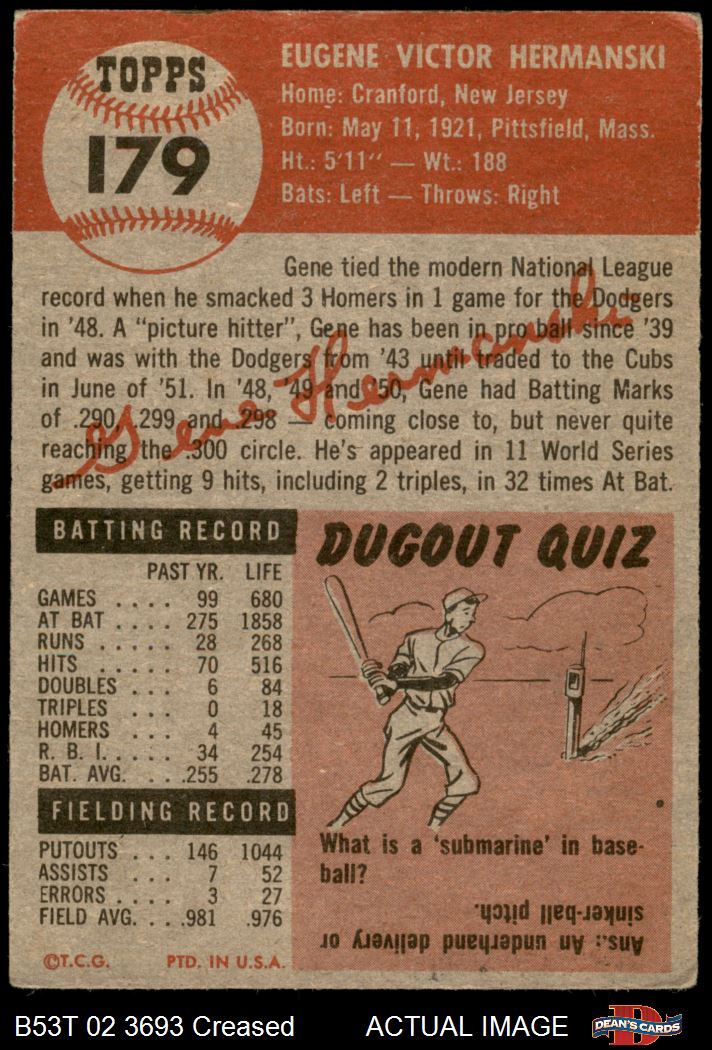 TOPPS
179
EUGENE VICTOR HERMANSKI
Home: Cranford, New Jersey
Born: May 11, 1921, Pittsfield, Mass.
Ht.: 5'11" — Wt.: 188
Bats: Left — Throws: Right
Gene tied the modern National League
record when he smacked 3 Homers in 1 game for the Dodgers
in '48. A "picture hitter", Gene has been in pro ball since '39
and was with the Dodgers from '43 until traded to the Cubs
in June of '51. In '48, '49 and '50, Gene had Batting Marks
of .290, .299 and .298 — coming close to, but never quite
reaching the .300 circle. He's appeared in 11 World Series
games, getting 9 hits, including 2 triples, in 32 times At Bat.
Gene Hermanski
BATTING RECORD
PAST YR. LIFE
GAMES .... 99 680
AT BAT .... 275 1858
RUNS ..... 28 268
HITS ..... 70 516
DOUBLES ... 6 84
TRIPLES ... 0 18
HOMERS ... 4 45
R. B. I. .... 34 254
BAT. AVG. .. .255 .278
FIELDING RECORD
PUTOUTS ... 146 1044
ASSISTS ... 7 52
ERRORS .... 3 27
FIELD AVG. .. .981 .976
©T.C.G. PTD. IN U.S.A.
DUGOUT QUIZ
What is a 'submarine' in base-
ball?
Ans.: An underhand delivery or
sinker-ball pitch.
B53T 02 3693 Creased ACTUAL IMAGE
DEAN'S CARDS